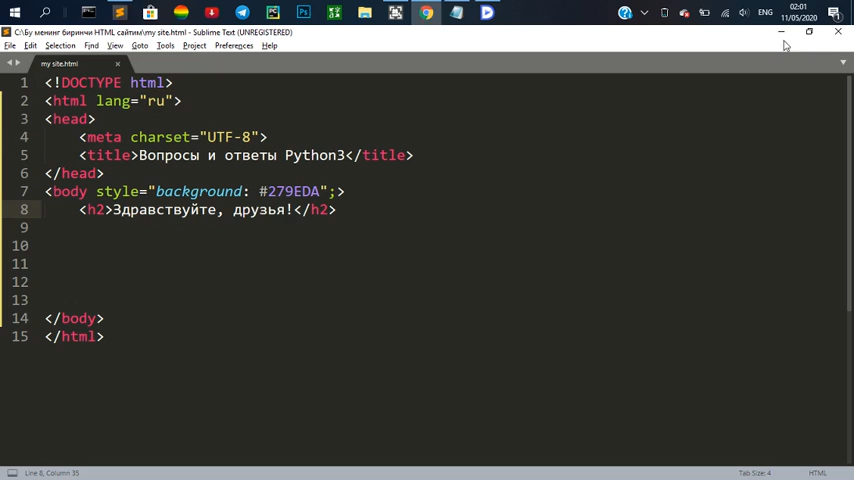 ENG
02:01
11/05/2020
C:\Бу менинг биринчи HTML сайтим\my site.html - Sublime Text (UNREGISTERED)
File Edit Selection Find View Goto Tools Project Preferences Help
my site.html
1 <!DOCTYPE html>
2 <html lang="ru">
3 <head>
4 <meta charset="UTF-8">
5 <title>Вопросы и ответы Python3</title>
6 </head>
7 <body style="background: #279EDA";>
8 <h2>Здравствуйте, друзья!</h2>
9
10
11
12
13
14 </body>
15 </html>
Line 8, Column 35
Tab Size: 4
HTML